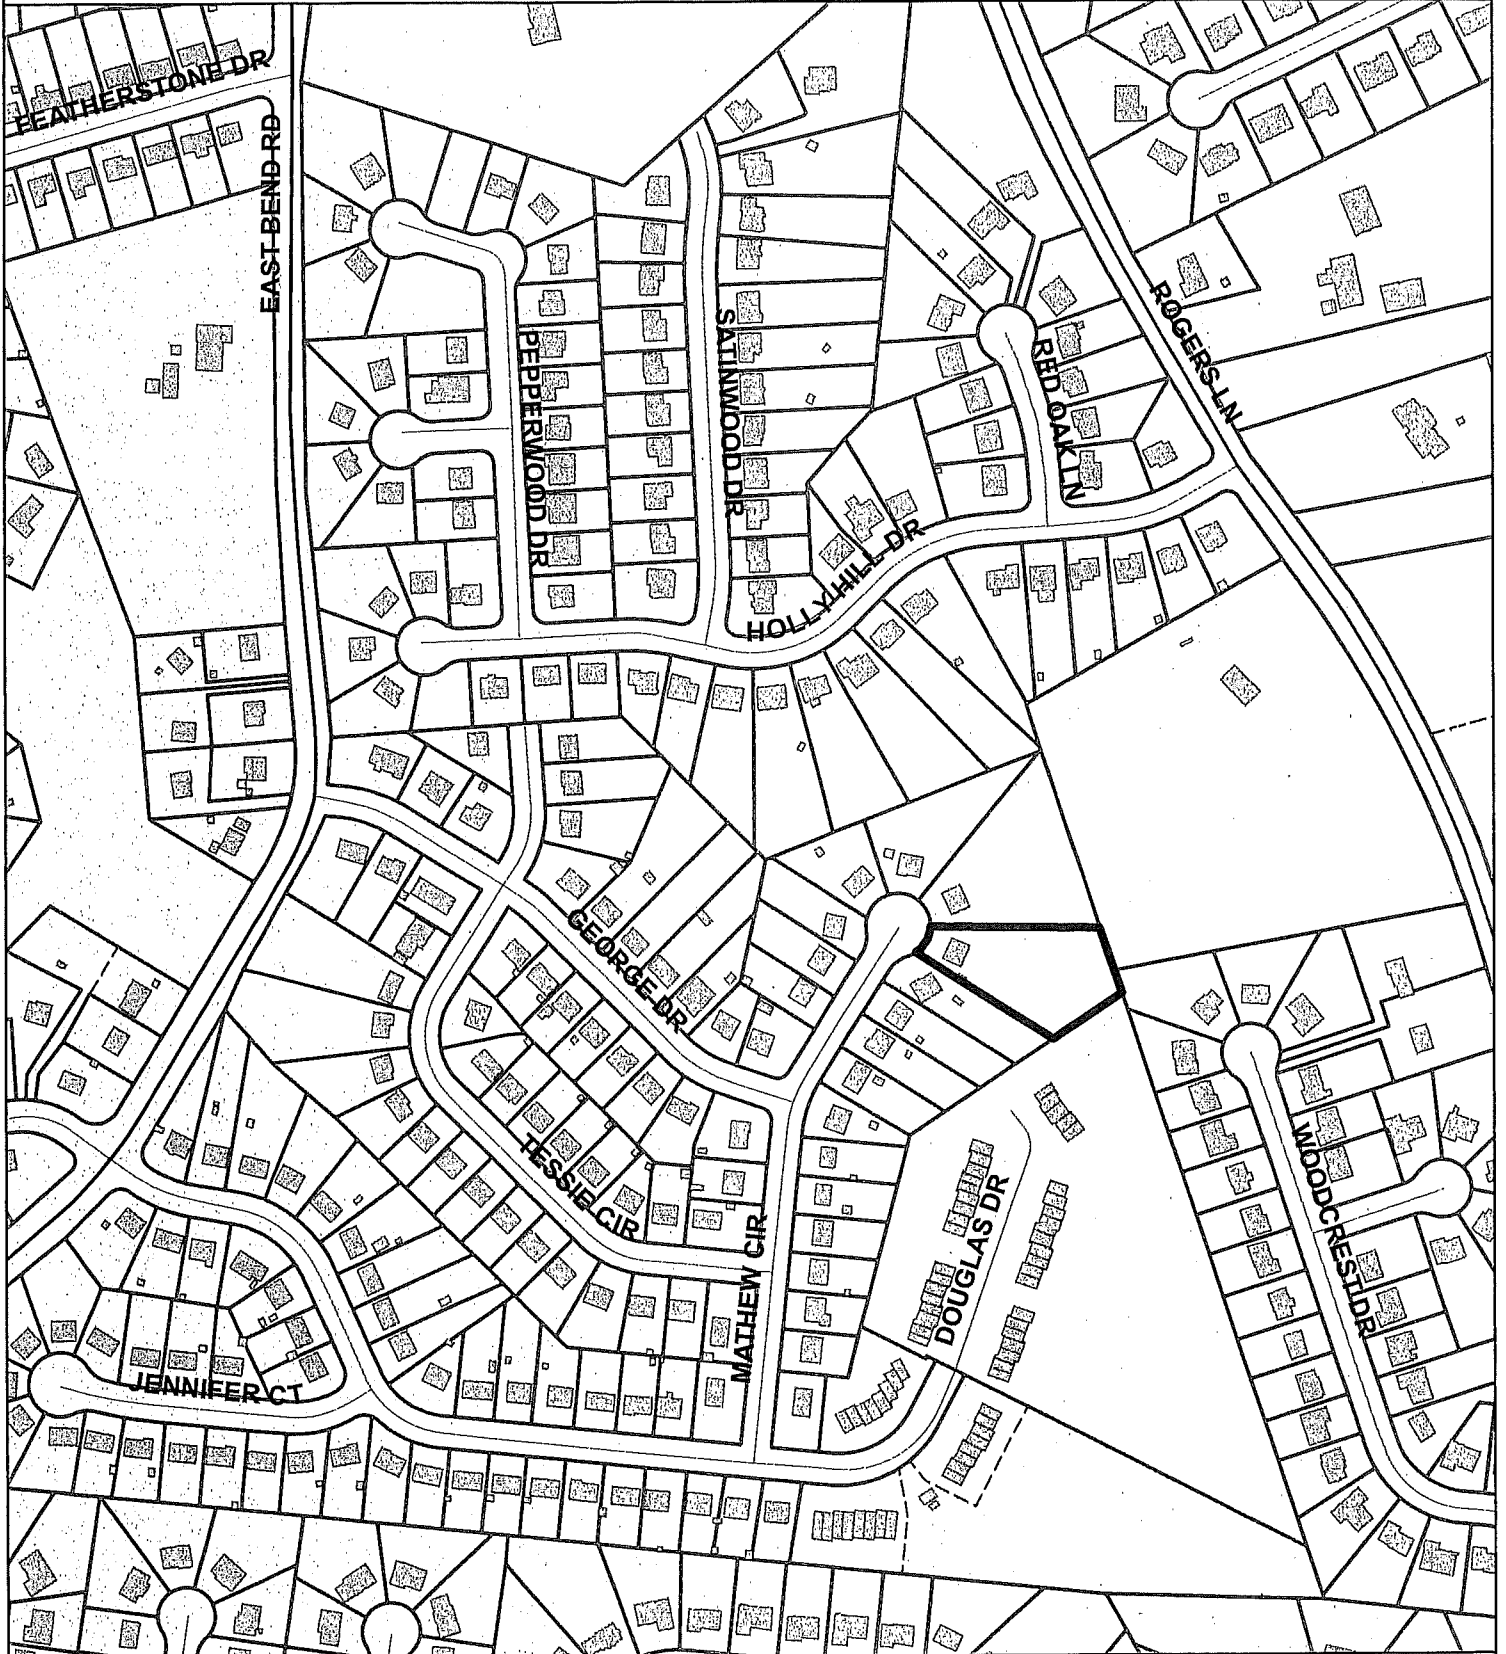 FEATHERSTONE DR
EAST BEND RD
PEPPERWOOD DR
SATINWOOD DR
RED OAK LN
ROGERS LN
HOLLY HILL DR
GEORGE DR
TESSIE CIR
MATHEW CIR
DOUGLAS DR
WOODCREST DR
JENNIFER CT